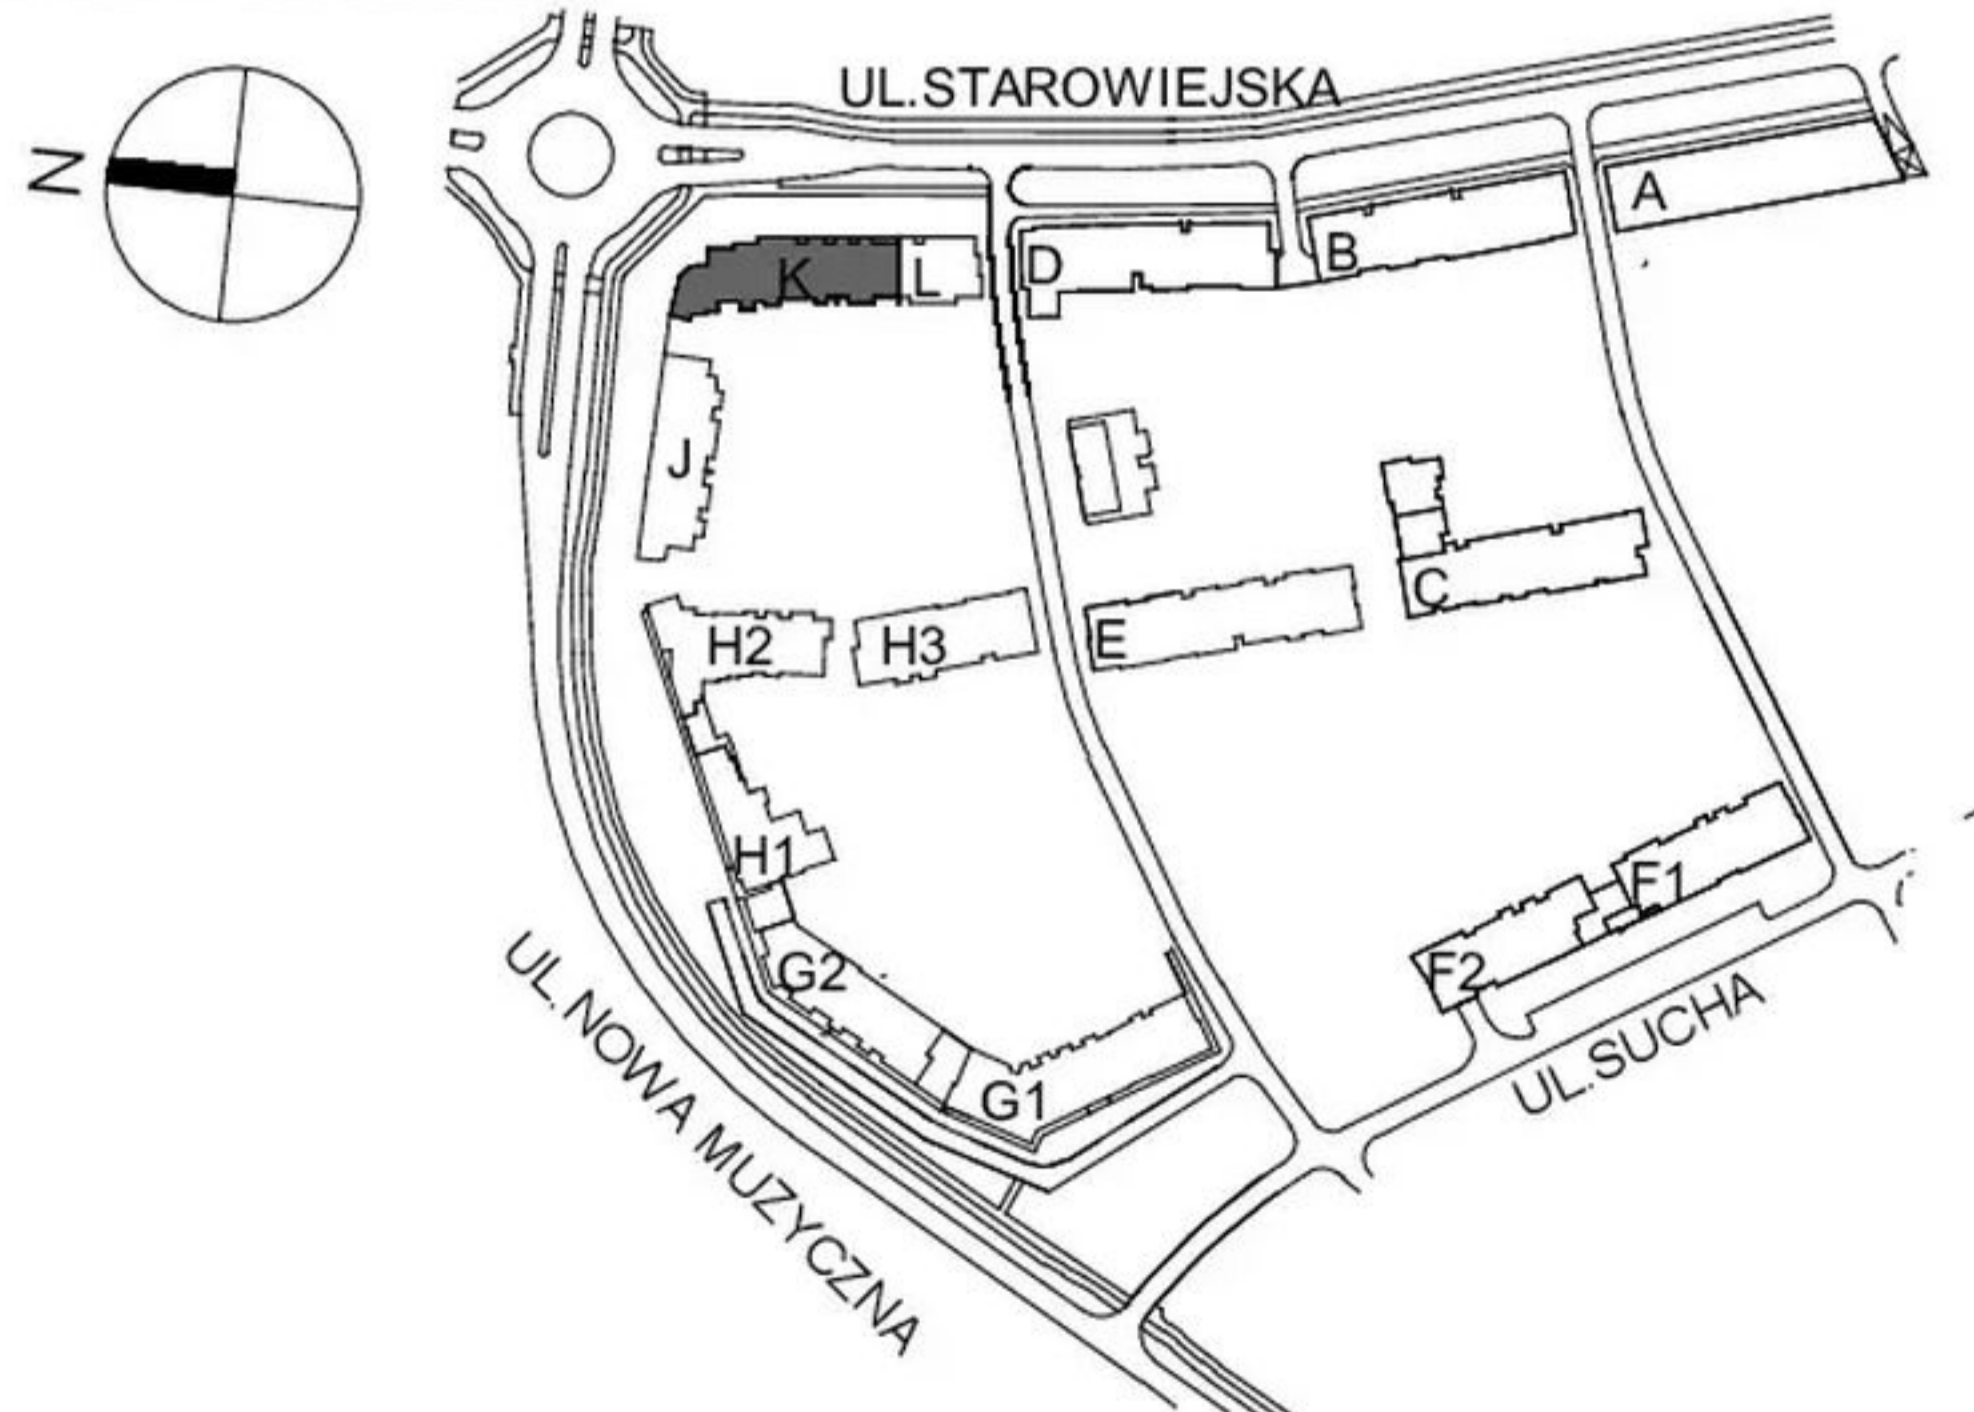 UL.STAROWIEJSKA
N
A
B
D
K
L
J
C
H2
H3
E
H1
F1
F2
G2
G1
UL.SUCHA
UL.NOWA MUZYCZNA